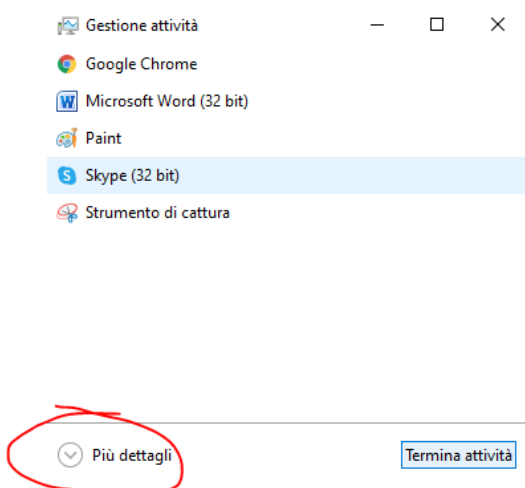 Gestione attività
Google Chrome
Microsoft Word (32 bit)
Paint
Skype (32 bit)
Strumento di cattura
Più dettagli
Termina attività